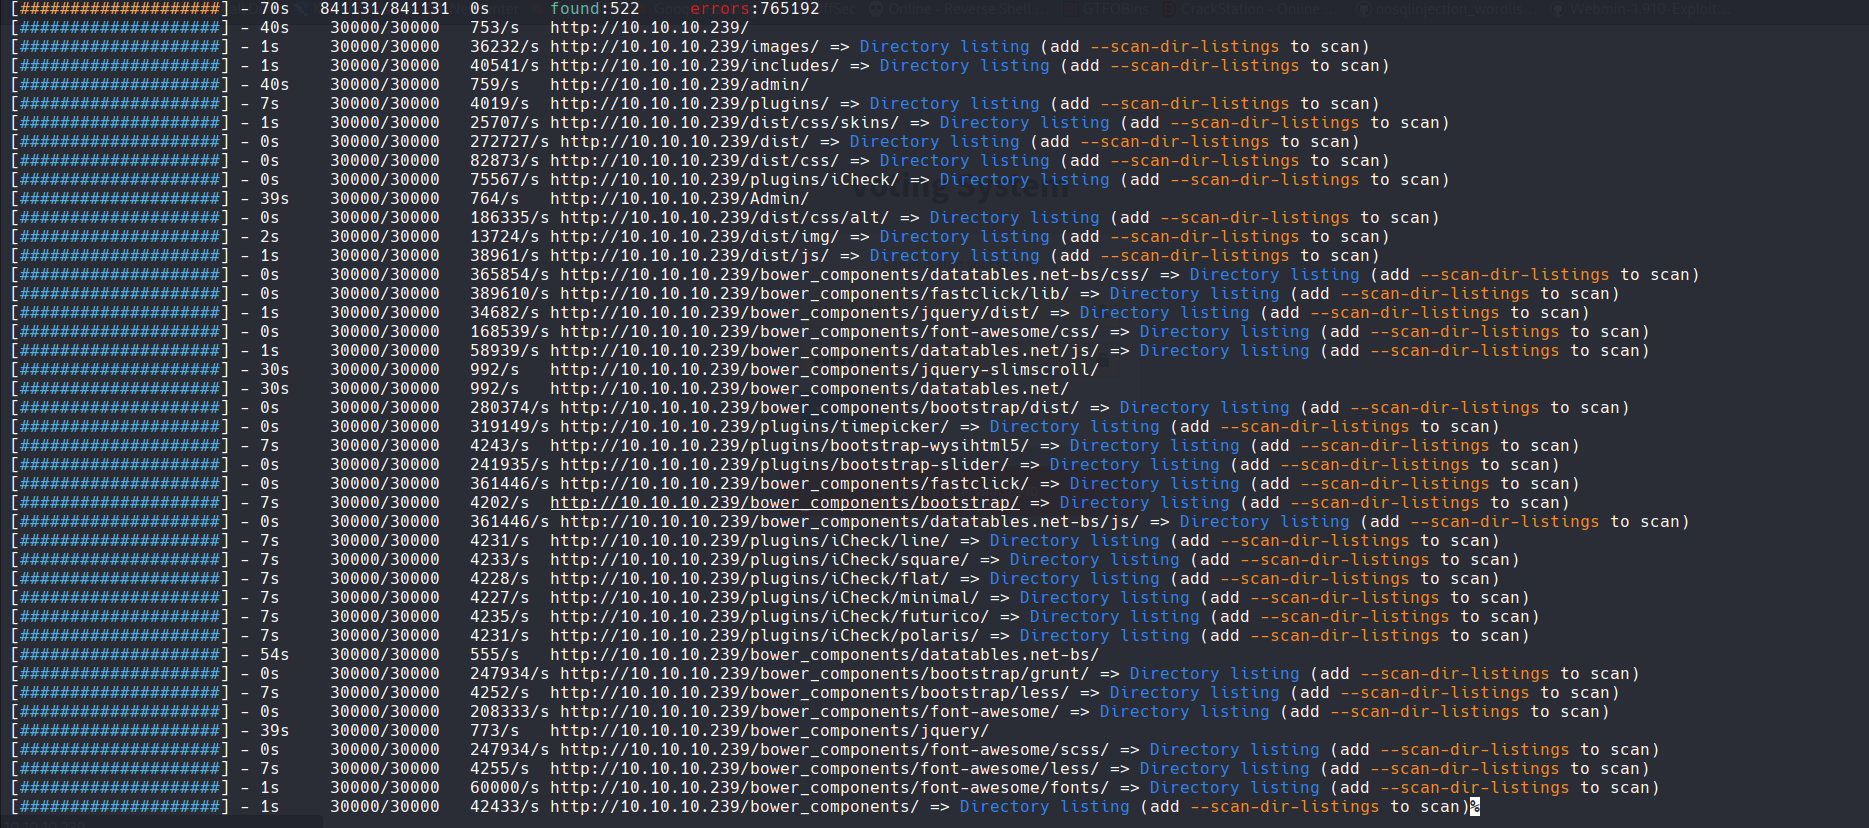 [####################] - 70s   841131/841131  0s      found:522     errors:765192
[####################] - 40s    30000/30000   753/s   http://10.10.10.239/
[####################] - 1s     30000/30000   36232/s http://10.10.10.239/images/ => Directory listing (add --scan-dir-listings to scan)
[####################] - 1s     30000/30000   40541/s http://10.10.10.239/includes/ => Directory listing (add --scan-dir-listings to scan)
[####################] - 40s    30000/30000   759/s   http://10.10.10.239/admin/
[####################] - 7s     30000/30000   4019/s  http://10.10.10.239/plugins/ => Directory listing (add --scan-dir-listings to scan)
[####################] - 1s     30000/30000   25707/s http://10.10.10.239/dist/css/skins/ => Directory listing (add --scan-dir-listings to scan)
[####################] - 0s     30000/30000   272727/s http://10.10.10.239/dist/ => Directory listing (add --scan-dir-listings to scan)
[####################] - 0s     30000/30000   82873/s http://10.10.10.239/dist/css/ => Directory listing (add --scan-dir-listings to scan)
[####################] - 0s     30000/30000   75567/s http://10.10.10.239/plugins/iCheck/ => Directory listing (add --scan-dir-listings to scan)
[####################] - 39s    30000/30000   764/s   http://10.10.10.239/Admin/
[####################] - 0s     30000/30000   186335/s http://10.10.10.239/dist/css/alt/ => Directory listing (add --scan-dir-listings to scan)
[####################] - 2s     30000/30000   13724/s http://10.10.10.239/dist/img/ => Directory listing (add --scan-dir-listings to scan)
[####################] - 1s     30000/30000   38961/s http://10.10.10.239/dist/js/ => Directory listing (add --scan-dir-listings to scan)
[####################] - 0s     30000/30000   365854/s http://10.10.10.239/bower_components/datatables.net-bs/css/ => Directory listing (add --scan-dir-listings to scan)
[####################] - 0s     30000/30000   389610/s http://10.10.10.239/bower_components/fastclick/lib/ => Directory listing (add --scan-dir-listings to scan)
[####################] - 1s     30000/30000   34682/s http://10.10.10.239/bower_components/jquery/dist/ => Directory listing (add --scan-dir-listings to scan)
[####################] - 0s     30000/30000   168539/s http://10.10.10.239/bower_components/font-awesome/css/ => Directory listing (add --scan-dir-listings to scan)
[####################] - 1s     30000/30000   58939/s http://10.10.10.239/bower_components/datatables.net/js/ => Directory listing (add --scan-dir-listings to scan)
[####################] - 30s    30000/30000   992/s   http://10.10.10.239/bower_components/jquery-slimscroll/
[####################] - 30s    30000/30000   992/s   http://10.10.10.239/bower_components/datatables.net/
[####################] - 0s     30000/30000   280374/s http://10.10.10.239/bower_components/bootstrap/dist/ => Directory listing (add --scan-dir-listings to scan)
[####################] - 0s     30000/30000   319149/s http://10.10.10.239/plugins/timepicker/ => Directory listing (add --scan-dir-listings to scan)
[####################] - 7s     30000/30000   4243/s  http://10.10.10.239/plugins/bootstrap-wysihtml5/ => Directory listing (add --scan-dir-listings to scan)
[####################] - 0s     30000/30000   241935/s http://10.10.10.239/plugins/bootstrap-slider/ => Directory listing (add --scan-dir-listings to scan)
[####################] - 0s     30000/30000   361446/s http://10.10.10.239/bower_components/fastclick/ => Directory listing (add --scan-dir-listings to scan)
[####################] - 7s     30000/30000   4202/s  http://10.10.10.239/bower_components/bootstrap/ => Directory listing (add --scan-dir-listings to scan)
[####################] - 0s     30000/30000   361446/s http://10.10.10.239/bower_components/datatables.net-bs/js/ => Directory listing (add --scan-dir-listings to scan)
[####################] - 7s     30000/30000   4231/s  http://10.10.10.239/plugins/iCheck/line/ => Directory listing (add --scan-dir-listings to scan)
[####################] - 7s     30000/30000   4233/s  http://10.10.10.239/plugins/iCheck/square/ => Directory listing (add --scan-dir-listings to scan)
[####################] - 7s     30000/30000   4228/s  http://10.10.10.239/plugins/iCheck/flat/ => Directory listing (add --scan-dir-listings to scan)
[####################] - 7s     30000/30000   4227/s  http://10.10.10.239/plugins/iCheck/minimal/ => Directory listing (add --scan-dir-listings to scan)
[####################] - 7s     30000/30000   4235/s  http://10.10.10.239/plugins/iCheck/futurico/ => Directory listing (add --scan-dir-listings to scan)
[####################] - 7s     30000/30000   4231/s  http://10.10.10.239/plugins/iCheck/polaris/ => Directory listing (add --scan-dir-listings to scan)
[####################] - 54s    30000/30000   555/s   http://10.10.10.239/bower_components/datatables.net-bs/
[####################] - 0s     30000/30000   247934/s http://10.10.10.239/bower_components/bootstrap/grunt/ => Directory listing (add --scan-dir-listings to scan)
[####################] - 7s     30000/30000   4252/s  http://10.10.10.239/bower_components/bootstrap/less/ => Directory listing (add --scan-dir-listings to scan)
[####################] - 0s     30000/30000   208333/s http://10.10.10.239/bower_components/font-awesome/ => Directory listing (add --scan-dir-listings to scan)
[####################] - 39s    30000/30000   773/s   http://10.10.10.239/bower_components/jquery/
[####################] - 0s     30000/30000   247934/s http://10.10.10.239/bower_components/font-awesome/scss/ => Directory listing (add --scan-dir-listings to scan)
[####################] - 7s     30000/30000   4255/s  http://10.10.10.239/bower_components/font-awesome/less/ => Directory listing (add --scan-dir-listings to scan)
[####################] - 1s     30000/30000   60000/s http://10.10.10.239/bower_components/font-awesome/fonts/ => Directory listing (add --scan-dir-listings to scan)
[####################] - 1s     30000/30000   42433/s http://10.10.10.239/bower_components/ => Directory listing (add --scan-dir-listings to scan)%